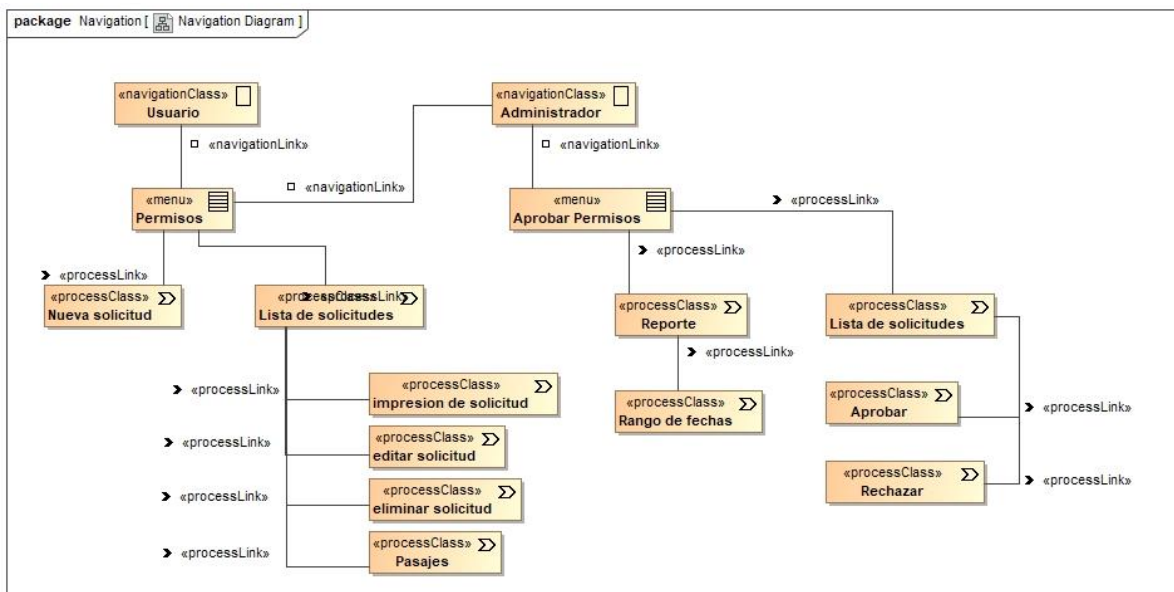 package Navigation [ Navigation Diagram ]
«navigationClass»
Usuario
«navigationClass»
Administrador
«navigationLink»
«navigationLink»
«navigationLink»
«menu»
Permisos
«menu»
Aprobar Permisos
«processLink»
«processLink»
«processLink»
«processClass»
Nueva solicitud
«processClass»
«processLink»
Lista de solicitudes
«processClass»
Reporte
«processClass»
Lista de solicitudes
«processLink»
«processLink»
«processClass»
impresion de solicitud
«processClass»
Rango de fechas
«processClass»
Aprobar
«processLink»
«processLink»
«processClass»
editar solicitud
«processClass»
Rechazar
«processLink»
«processLink»
«processClass»
eliminar solicitud
«processLink»
«processClass»
Pasajes